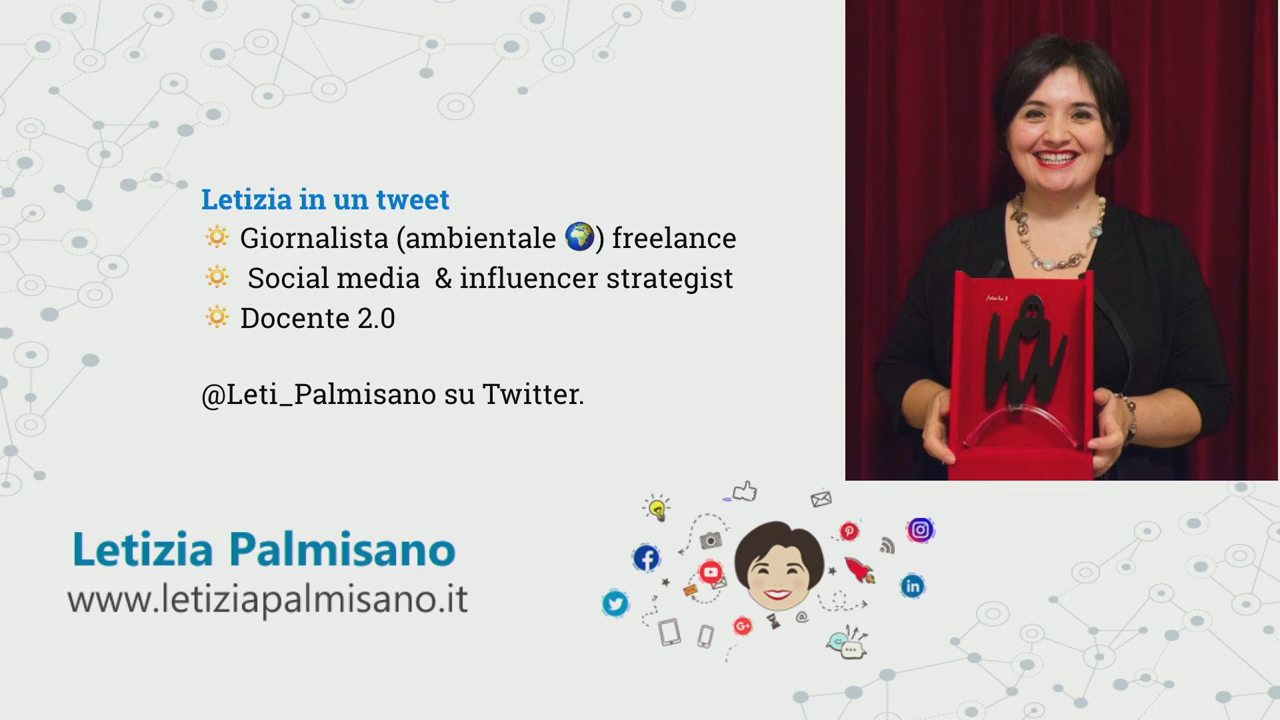 Letizia in un tweet
🔅 Giornalista (ambientale 🌍) freelance
🔅 Social media & influencer strategist
🔅 Docente 2.0
@Leti_Palmisano su Twitter.
Letizia Palmisano
www.letiziapalmisano.it